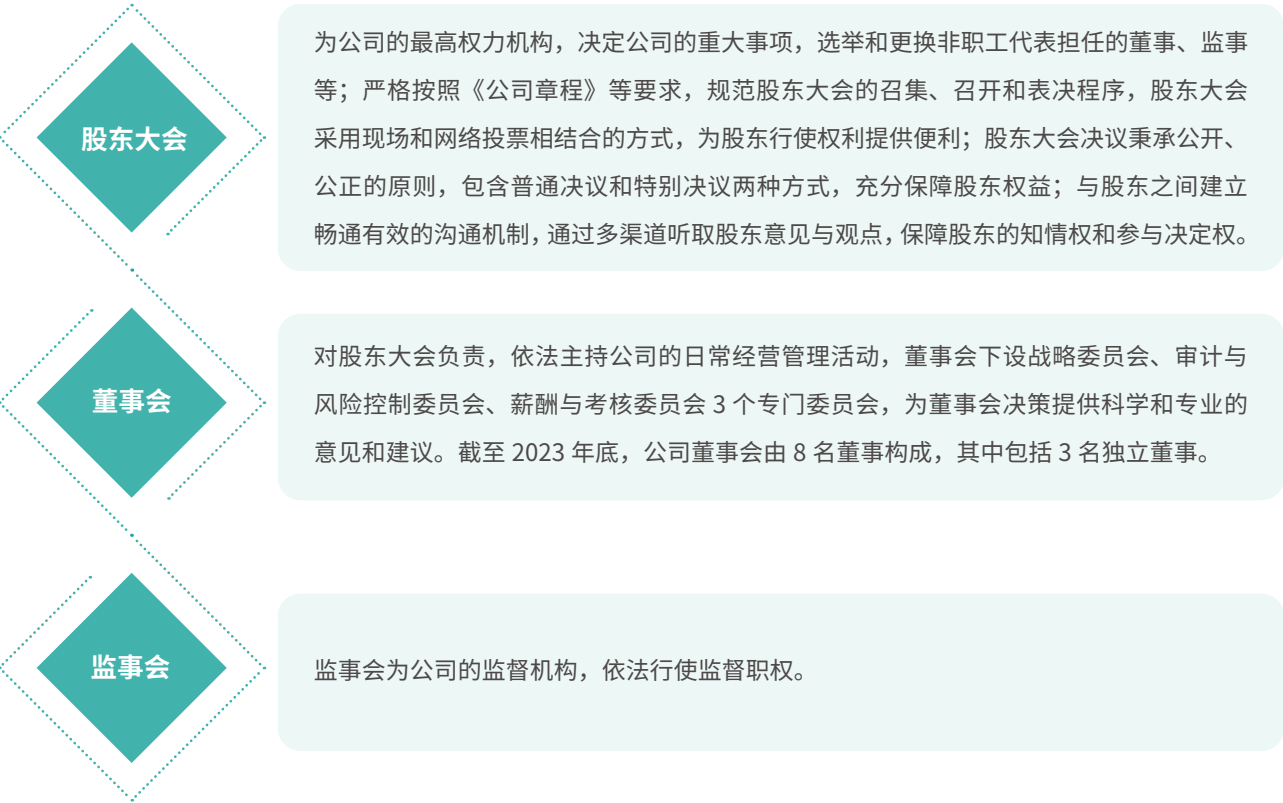 股东大会
为公司的最高权力机构，决定公司的重大事项，选举和更换非职工代表担任的董事、监事
等；严格按照《公司章程》等要求，规范股东大会的召集、召开和表决程序，股东大会
采用现场和网络投票相结合的方式，为股东行使权利提供便利；股东大会决议秉承公开、
公正的原则，包含普通决议和特别决议两种方式，充分保障股东权益；与股东之间建立
畅通有效的沟通机制，通过多渠道听取股东意见与观点，保障股东的知情权和参与决定权。
董事会
对股东大会负责，依法主持公司的日常经营管理活动，董事会下设战略委员会、审计与
风险控制委员会、薪酬与考核委员会 3 个专门委员会，为董事会决策提供科学和专业的
意见和建议。截至 2023 年底，公司董事会由 8 名董事构成，其中包括 3 名独立董事。
监事会
监事会为公司的监督机构，依法行使监督职权。